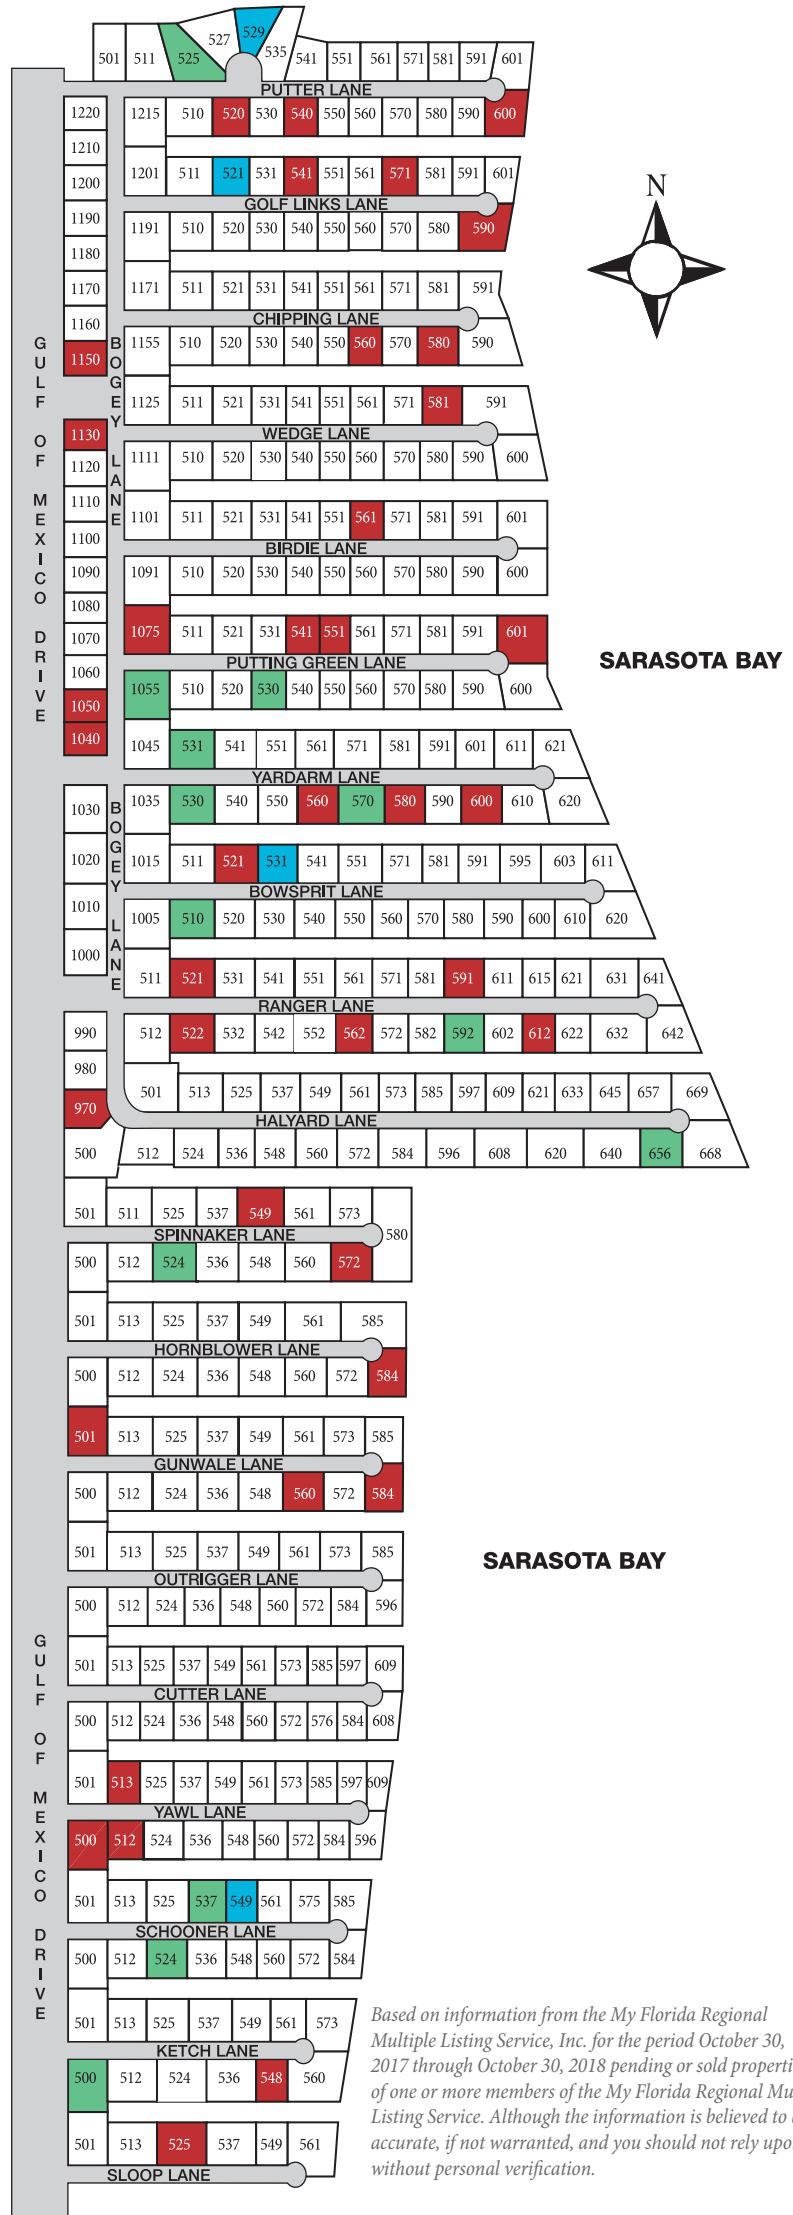 501 511 525 527 529 535 541 551 561 571 581 591 601
PUTTER LANE
1220 1215 510 520 530 540 550 560 570 580 590 600
1210
1200 1201 511 521 531 541 551 561 571 581 591 601
GOLF LINKS LANE
1190 1191 510 520 530 540 550 560 570 580 590
1180
1170 1171 511 521 531 541 551 561 571 581 591
CHIPPING LANE
1160 1155 510 520 530 540 550 560 570 580 590
1150
1125 511 521 531 541 551 561 571 581 591
WEDGE LANE
1130
1120 1111 510 520 530 540 550 560 570 580 590 600
1110 1101 511 521 531 541 551 561 571 581 591 601
BIRDIE LANE
1100
1090 1091 510 520 530 540 550 560 570 580 590 600
1080
1070 1075 511 521 531 541 551 561 571 581 591 601
PUTTING GREEN LANE
1060 1055 510 520 530 540 550 560 570 580 590 600
1050
1040 1045 531 541 551 561 571 581 591 601 611 621
YARDARM LANE
1030 1035 530 540 550 560 570 580 590 600 610 620
1020 1015 511 521 531 541 551 571 581 591 595 603 611
BOWSPRIT LANE
1010 1005 510 520 530 540 550 560 570 580 590 600 610 620
1000
511 521 531 541 551 561 571 581 591 611 615 621 631 641
RANGER LANE
990 512 522 532 542 552 562 572 582 592 602 612 622 632 642
980
970 501 513 525 537 549 561 573 585 597 609 621 633 645 657 669
HALYARD LANE
500 512 524 536 548 560 572 584 596 608 620 640 656 668
501 511 525 537 549 561 573 580
SPINNAKER LANE
500 512 524 536 548 560 572
501 513 525 537 549 561 585
HORNBLOWER LANE
500 512 524 536 548 560 572 584
501 513 525 537 549 561 573 585
GUNWALE LANE
500 512 524 536 548 560 572 584
501 513 525 537 549 561 573 585
OUTRIGGER LANE
500 512 524 536 548 560 572 584 596
501 513 525 537 549 561 573 585 597 609
CUTTER LANE
500 512 524 536 548 560 572 576 584 608
501 513 525 537 549 561 573 585 597 609
YAWL LANE
500 512 524 536 548 560 572 584 596
501 513 525 537 549 561 575 585
SCHOONER LANE
500 512 524 536 548 560 572 584
501 513 525 537 549 561 573
KETCH LANE
500 512 524 536 548 560
501 513 525 537 549 561
SLOOP LANE
GULF OF MEXICO DRIVE
BOGEY LANE
BOGEY LANE
GULF OF MEXICO DRIVE
N
SARASOTA BAY
SARASOTA BAY
Based on information from the My Florida Regional
Multiple Listing Service, Inc. for the period October 30,
2017 through October 30, 2018 pending or sold properti
of one or more members of the My Florida Regional Mu
Listing Service. Although the information is believed to
accurate, if not warranted, and you should not rely upo
without personal verification.